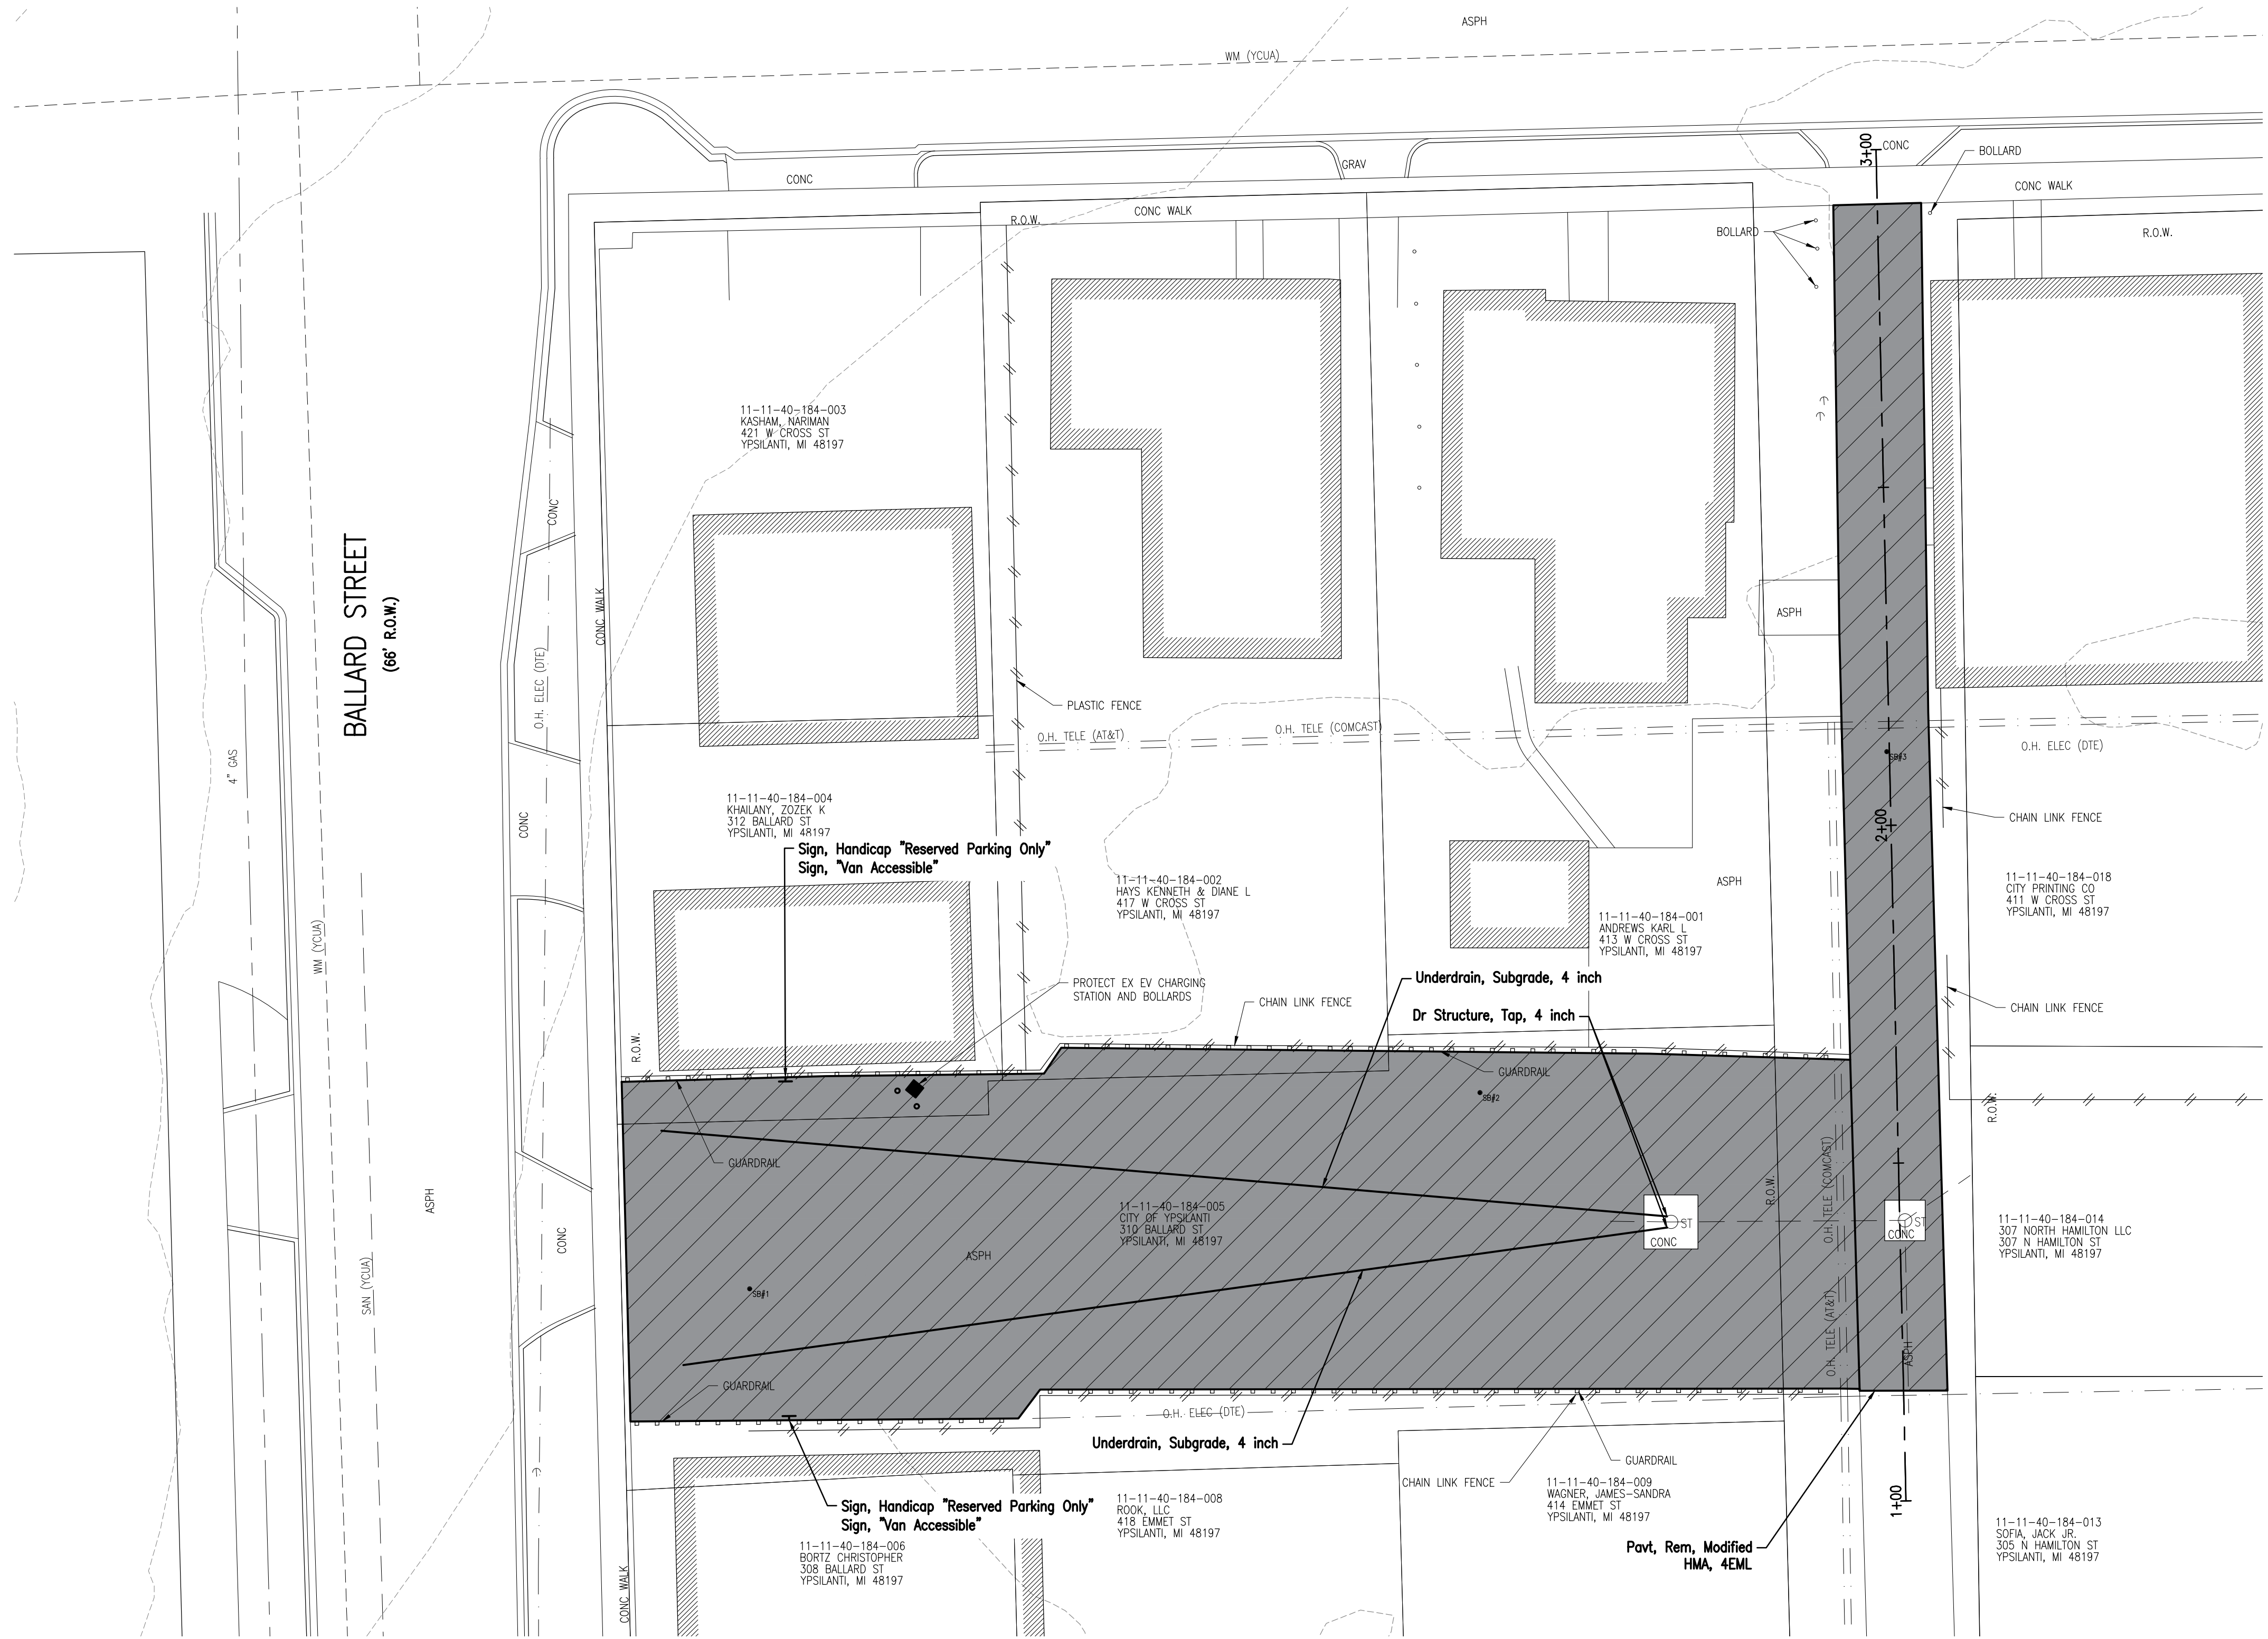 ASPH
WM (YCUA)
3+00
CONC
BOLLARD
GRAV
CONC
CONC WALK
CONC WALK
R.O.W.
BOLLARD
R.O.W.
11-11-40-184-003
KASHAM, NARIMAN
421 W CROSS ST
YPSILANTI, MI 48197
CONC
BALLARD STREET
(66' R.O.W.)
CONC WALK
ASPH
O.H. ELEC (DTE)
PLASTIC FENCE
O.H. TELE (AT&T)
O.H. TELE (COMCAST)
O.H. ELEC (DTE)
4" GAS
SB#3
11-11-40-184-004
KHAILANY, ZOZEK K
312 BALLARD ST
YPSILANTI, MI 48197
CONC
2+00
CHAIN LINK FENCE
Sign, Handicap "Reserved Parking Only"
Sign, "Van Accessible"
11-11-40-184-002
HAYS KENNETH & DIANE L
417 W CROSS ST
YPSILANTI, MI 48197
ASPH
11-11-40-184-018
CITY PRINTING CO
411 W CROSS ST
YPSILANTI, MI 48197
11-11-40-184-001
ANDREWS KARL L
413 W CROSS ST
YPSILANTI, MI 48197
WM (YCUA)
PROTECT EX EV CHARGING
STATION AND BOLLARDS
Underdrain, Subgrade, 4 inch
CHAIN LINK FENCE
CHAIN LINK FENCE
Dr Structure, Tap, 4 inch
R.O.W.
GUARDRAIL
SB#2
R.O.W.
GUARDRAIL
O.H. TELE (COMCAST)
R.O.W.
ASPH
11-11-40-184-005
CITY OF YPSILANTI
310 BALLARD ST
YPSILANTI, MI 48197
ST
CONC
ST
CONC
11-11-40-184-014
307 NORTH HAMILTON LLC
307 N HAMILTON ST
YPSILANTI, MI 48197
CONC
ASPH
SAN (YCUA)
SB#1
O.H. TELE (AT&T)
ASPH
GUARDRAIL
O.H. ELEC (DTE)
Underdrain, Subgrade, 4 inch
GUARDRAIL
CHAIN LINK FENCE
11-11-40-184-009
WAGNER, JAMES-SANDRA
414 EMMET ST
YPSILANTI, MI 48197
1+00
Sign, Handicap "Reserved Parking Only"
Sign, "Van Accessible"
11-11-40-184-008
ROOK, LLC
418 EMMET ST
YPSILANTI, MI 48197
11-11-40-184-006
BORTZ CHRISTOPHER
308 BALLARD ST
YPSILANTI, MI 48197
Pavt, Rem, Modified
HMA, 4EML
11-11-40-184-013
SOFIA, JACK JR.
305 N HAMILTON ST
YPSILANTI, MI 48197
CONC WALK